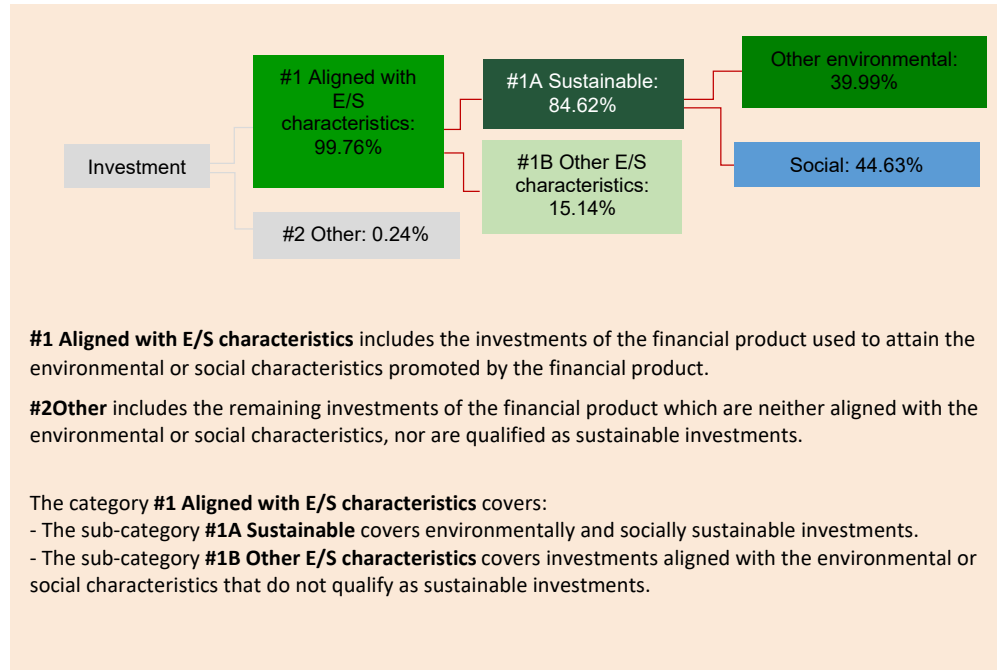 Investment
#1 Aligned with
E/S
characteristics:
99.76%
#2 Other: 0.24%
#1A Sustainable:
84.62%
#1B Other E/S
characteristics:
15.14%
Other environmental:
39.99%
Social: 44.63%
#1 Aligned with E/S characteristics includes the investments of the financial product used to attain the
environmental or social characteristics promoted by the financial product.
#2Other includes the remaining investments of the financial product which are neither aligned with the
environmental or social characteristics, nor are qualified as sustainable investments.
The category #1 Aligned with E/S characteristics covers:
- The sub-category #1A Sustainable covers environmentally and socially sustainable investments.
- The sub-category #1B Other E/S characteristics covers investments aligned with the environmental or
social characteristics that do not qualify as sustainable investments.